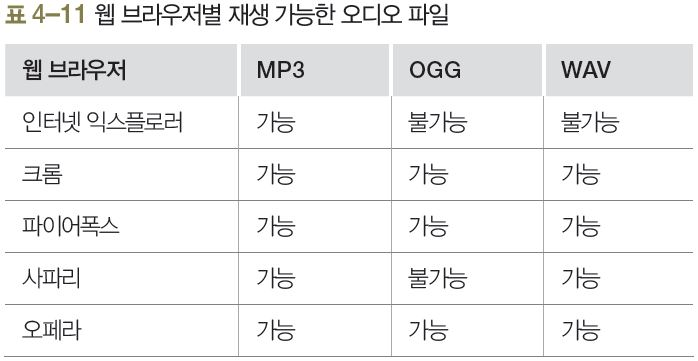 표 4-11 웹 브라우저별 재생 가능한 오디오 파일
웹 브라우저 MP3 OGG WAV
인터넷 익스플로러 가능 불가능 불가능
크롬 가능 가능 가능
파이어폭스 가능 가능 가능
사파리 가능 불가능 가능
오페라 가능 가능 가능